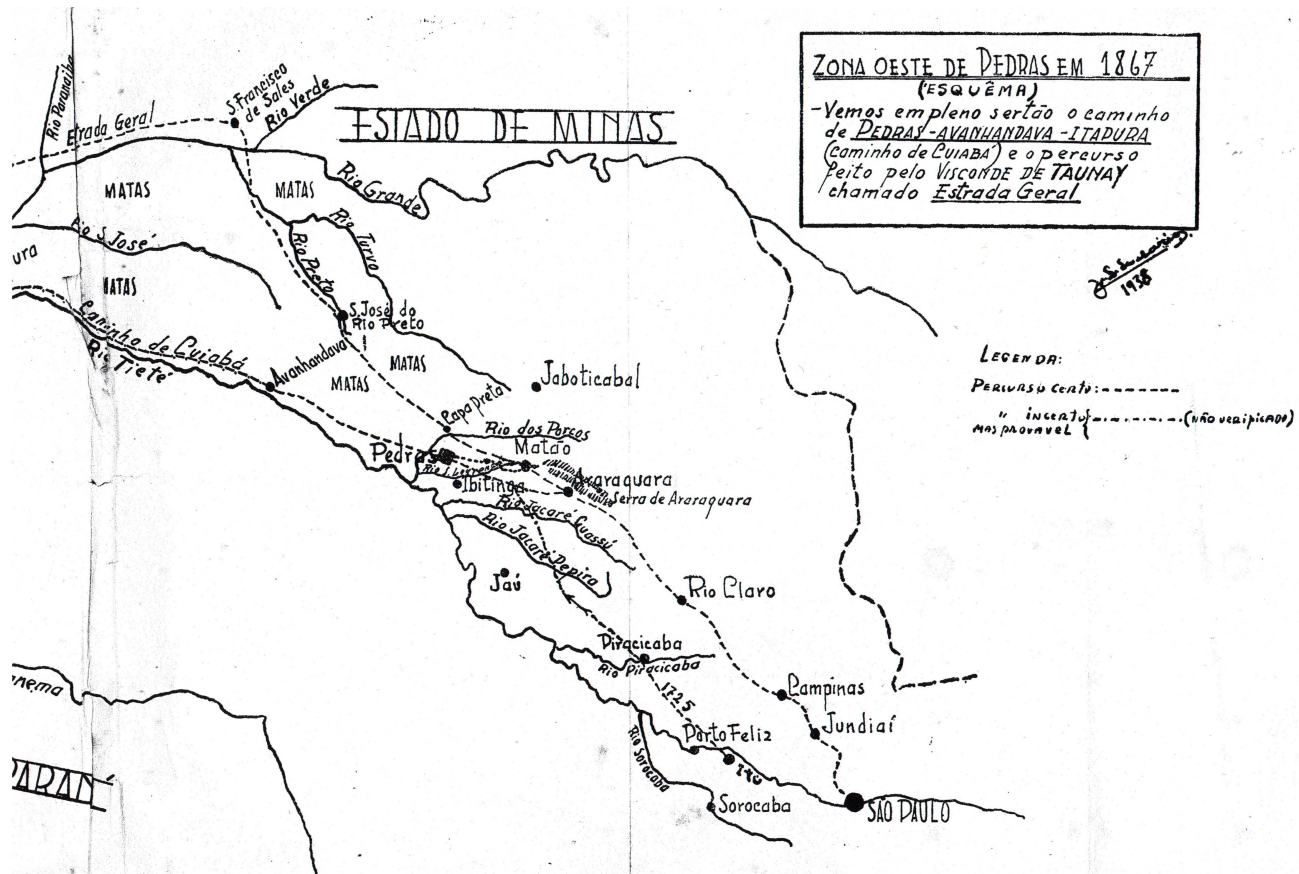 ZONA OESTE DE PEDRAS EM 1867
(ESQUÊMA)
-Vemos em pleno sertão o caminho
de PEDRAS-AVANHANDAVA-ITADURA
(caminho de CUIABÁ) e o percurso
feito pelo VISCONDE DE TAUNAY
chamado Estrada Geral
1938
LEGENDA:
PERCURSO CERTO:
" INCERTO
MAS PROVAVEL
(NÃO VERIFICADO)
ESTADO DE MINAS
Rio Paranaíba
Estrada Geral
S. Francisco
de Sales
Rio Verde
MATAS
MATAS
Rio Grande
Rio Turvo
Rio Preto
Rio S. José
ura
MATAS
S. José do
Rio Preto
Caminho de Cuiabá
Rio Tieté
Avanhandava
MATAS
MATAS
Jaboticabal
Rio dos Porcos
Matão
Pedras
Ibitinga
Araraquara
Serra de Araraquara
Rio Jacaré Guassú
Rio Jacaré Pepira
Jaú
Rio Claro
Piracicaba
Rio Piracicaba
1725
Campinas
Jundiaí
Porto Feliz
Itú
Rio Sorocaba
Sorocaba
SÃO PAULO
anema
PARANÁ